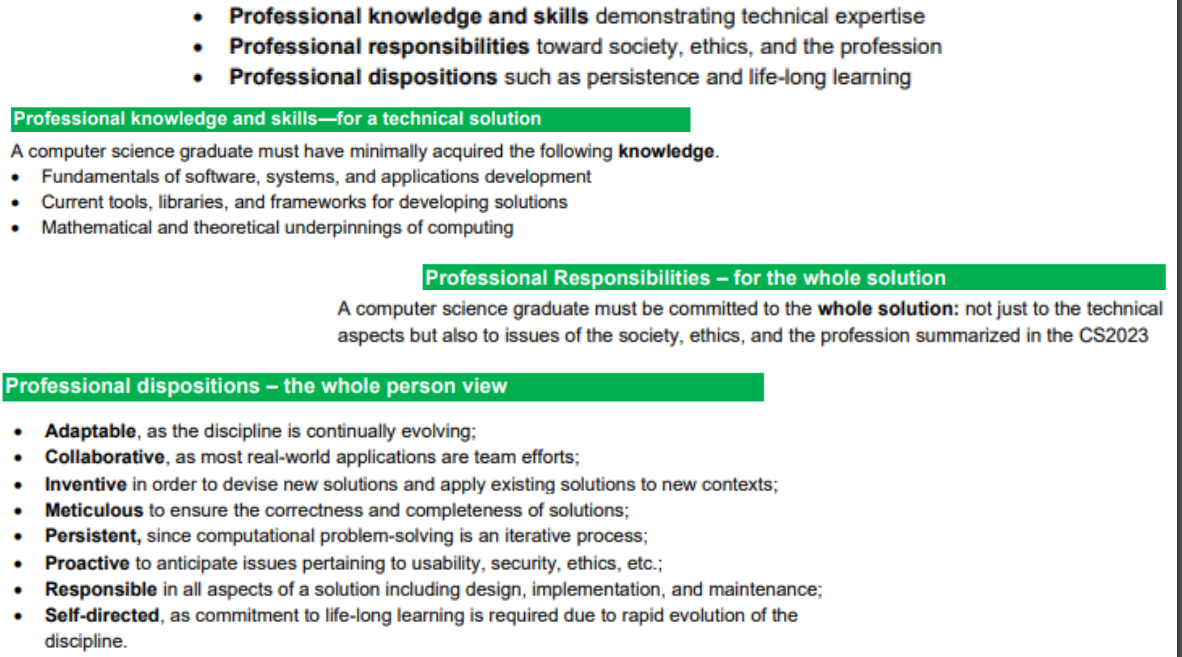 • Professional knowledge and skills demonstrating technical expertise
• Professional responsibilities toward society, ethics, and the profession
• Professional dispositions such as persistence and life-long learning
Professional knowledge and skills—for a technical solution
A computer science graduate must have minimally acquired the following knowledge.
• Fundamentals of software, systems, and applications development
• Current tools, libraries, and frameworks for developing solutions
• Mathematical and theoretical underpinnings of computing
Professional Responsibilities – for the whole solution
A computer science graduate must be committed to the whole solution: not just to the technical
aspects but also to issues of the society, ethics, and the profession summarized in the CS2023
Professional dispositions – the whole person view
• Adaptable, as the discipline is continually evolving;
• Collaborative, as most real-world applications are team efforts;
• Inventive in order to devise new solutions and apply existing solutions to new contexts;
• Meticulous to ensure the correctness and completeness of solutions;
• Persistent, since computational problem-solving is an iterative process;
• Proactive to anticipate issues pertaining to usability, security, ethics, etc.;
• Responsible in all aspects of a solution including design, implementation, and maintenance;
• Self-directed, as commitment to life-long learning is required due to rapid evolution of the
discipline.